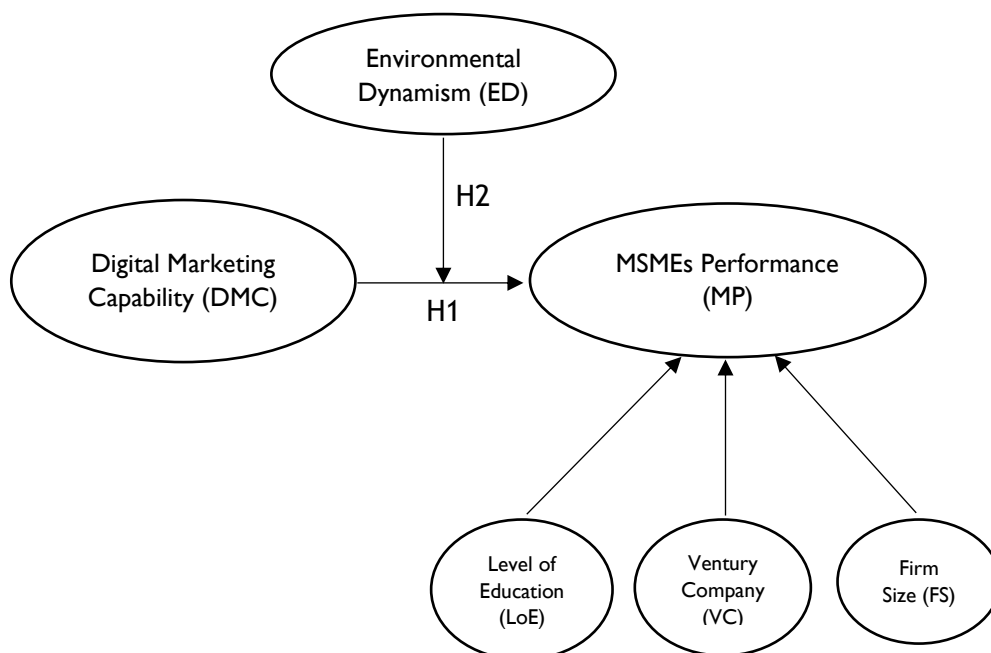 Environmental
Dynamism (ED)
H2
Digital Marketing
Capability (DMC)
H1
MSMEs Performance
(MP)
Level of
Education
(LoE)
Ventury
Company
(VC)
Firm
Size (FS)